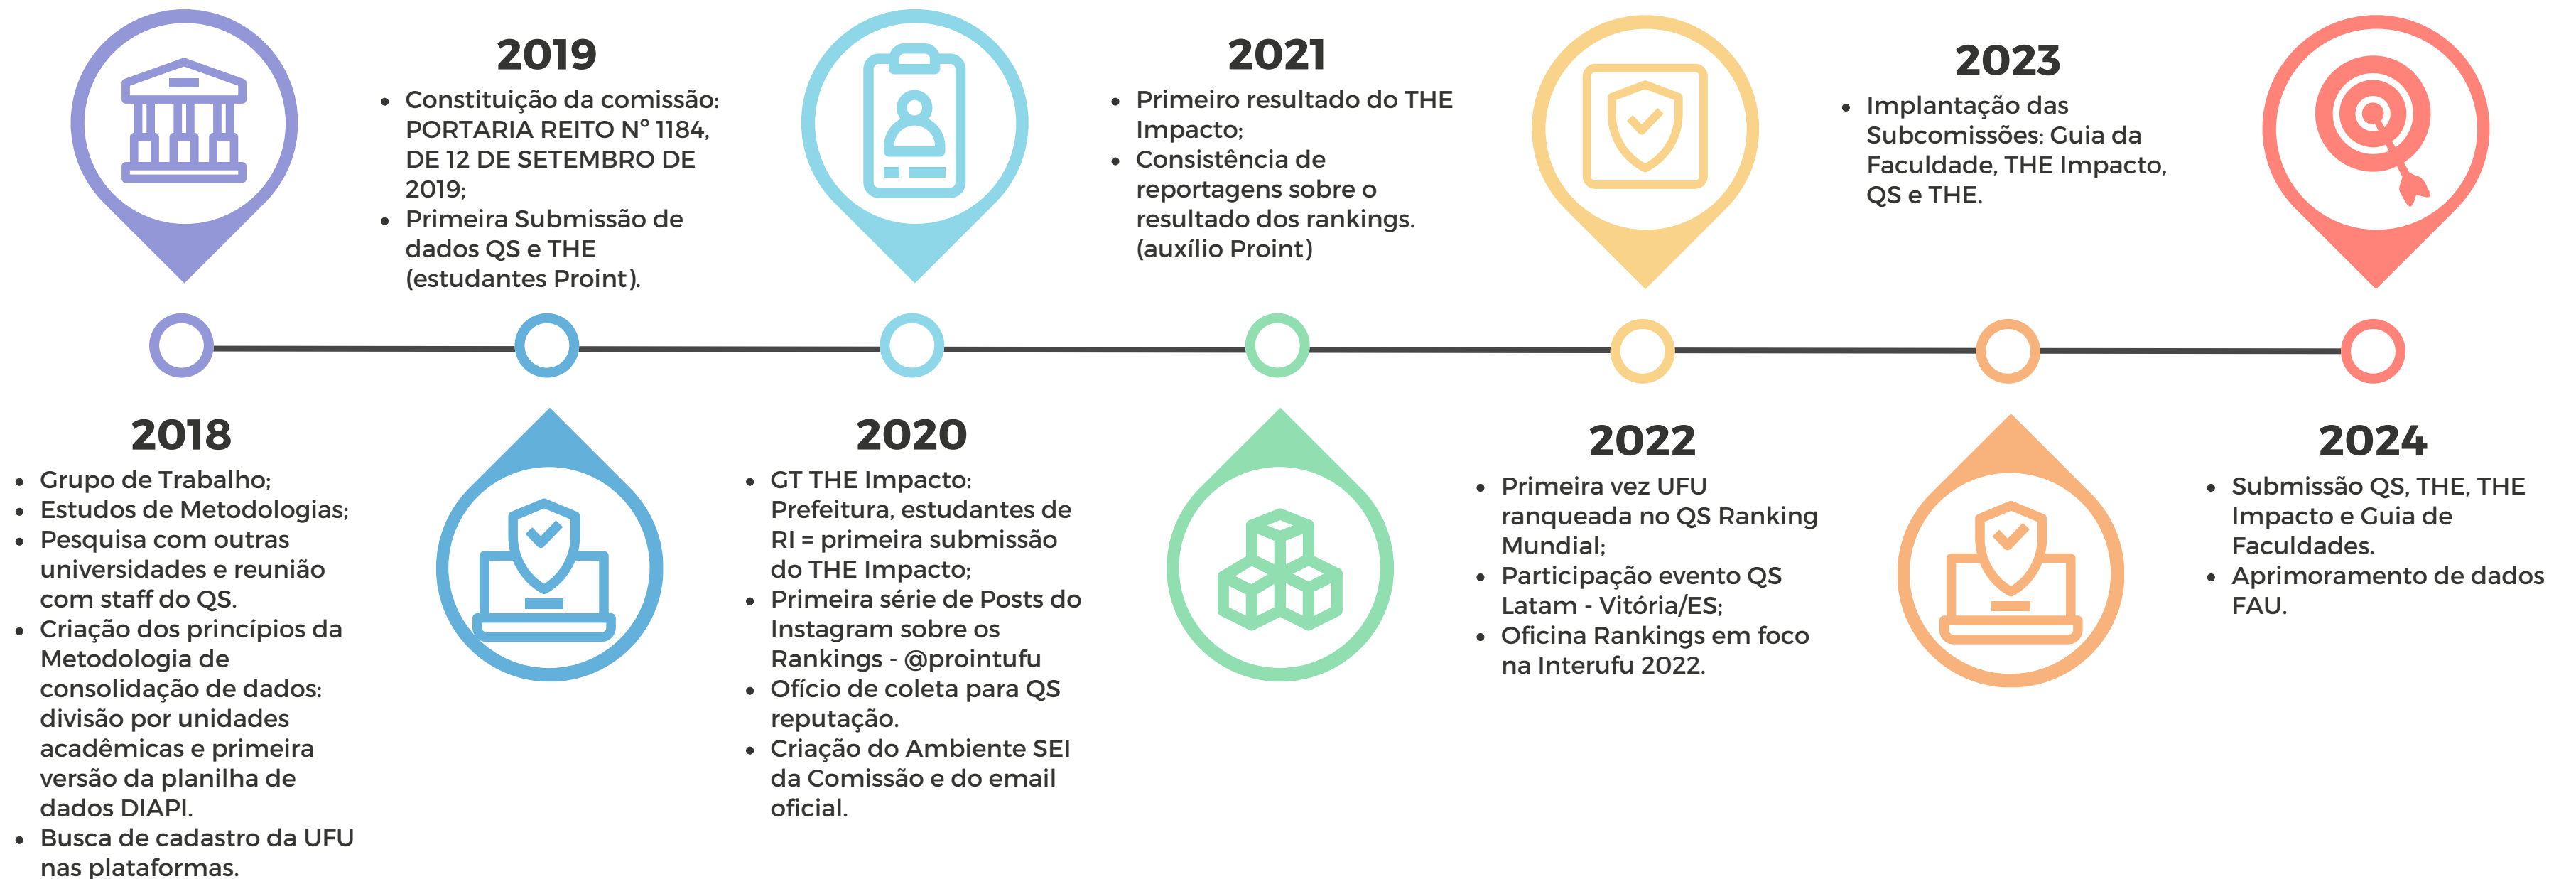 2018
• Grupo de Trabalho;
• Estudos de Metodologias;
• Pesquisa com outras
universidades e reunião
com staff do QS.
• Criação dos princípios da
Metodologia de
consolidação de dados:
divisão por unidades
acadêmicas e primeira
versão da planilha de
dados DIAPI.
• Busca de cadastro da UFU
nas plataformas.
2019
• Constituição da comissão:
PORTARIA REITO Nº 1184,
DE 12 DE SETEMBRO DE
2019;
• Primeira Submissão de
dados QS e THE
(estudantes Proint).
2020
• GT THE Impacto:
Prefeitura, estudantes de
RI = primeira submissão
do THE Impacto;
• Primeira série de Posts do
Instagram sobre os
Rankings - @prointufu
• Ofício de coleta para QS
reputação.
• Criação do Ambiente SEI
da Comissão e do email
oficial.
2021
• Primeiro resultado do THE
Impacto;
• Consistência de
reportagens sobre o
resultado dos rankings.
(auxílio Proint)
2022
• Primeira vez UFU
ranqueada no QS Ranking
Mundial;
• Participação evento QS
Latam - Vitória/ES;
• Oficina Rankings em foco
na Interufu 2022.
2023
• Implantação das
Subcomissões: Guia da
Faculdade, THE Impacto,
QS e THE.
2024
• Submissão QS, THE, THE
Impacto e Guia de
Faculdades.
• Aprimoramento de dados
FAU.